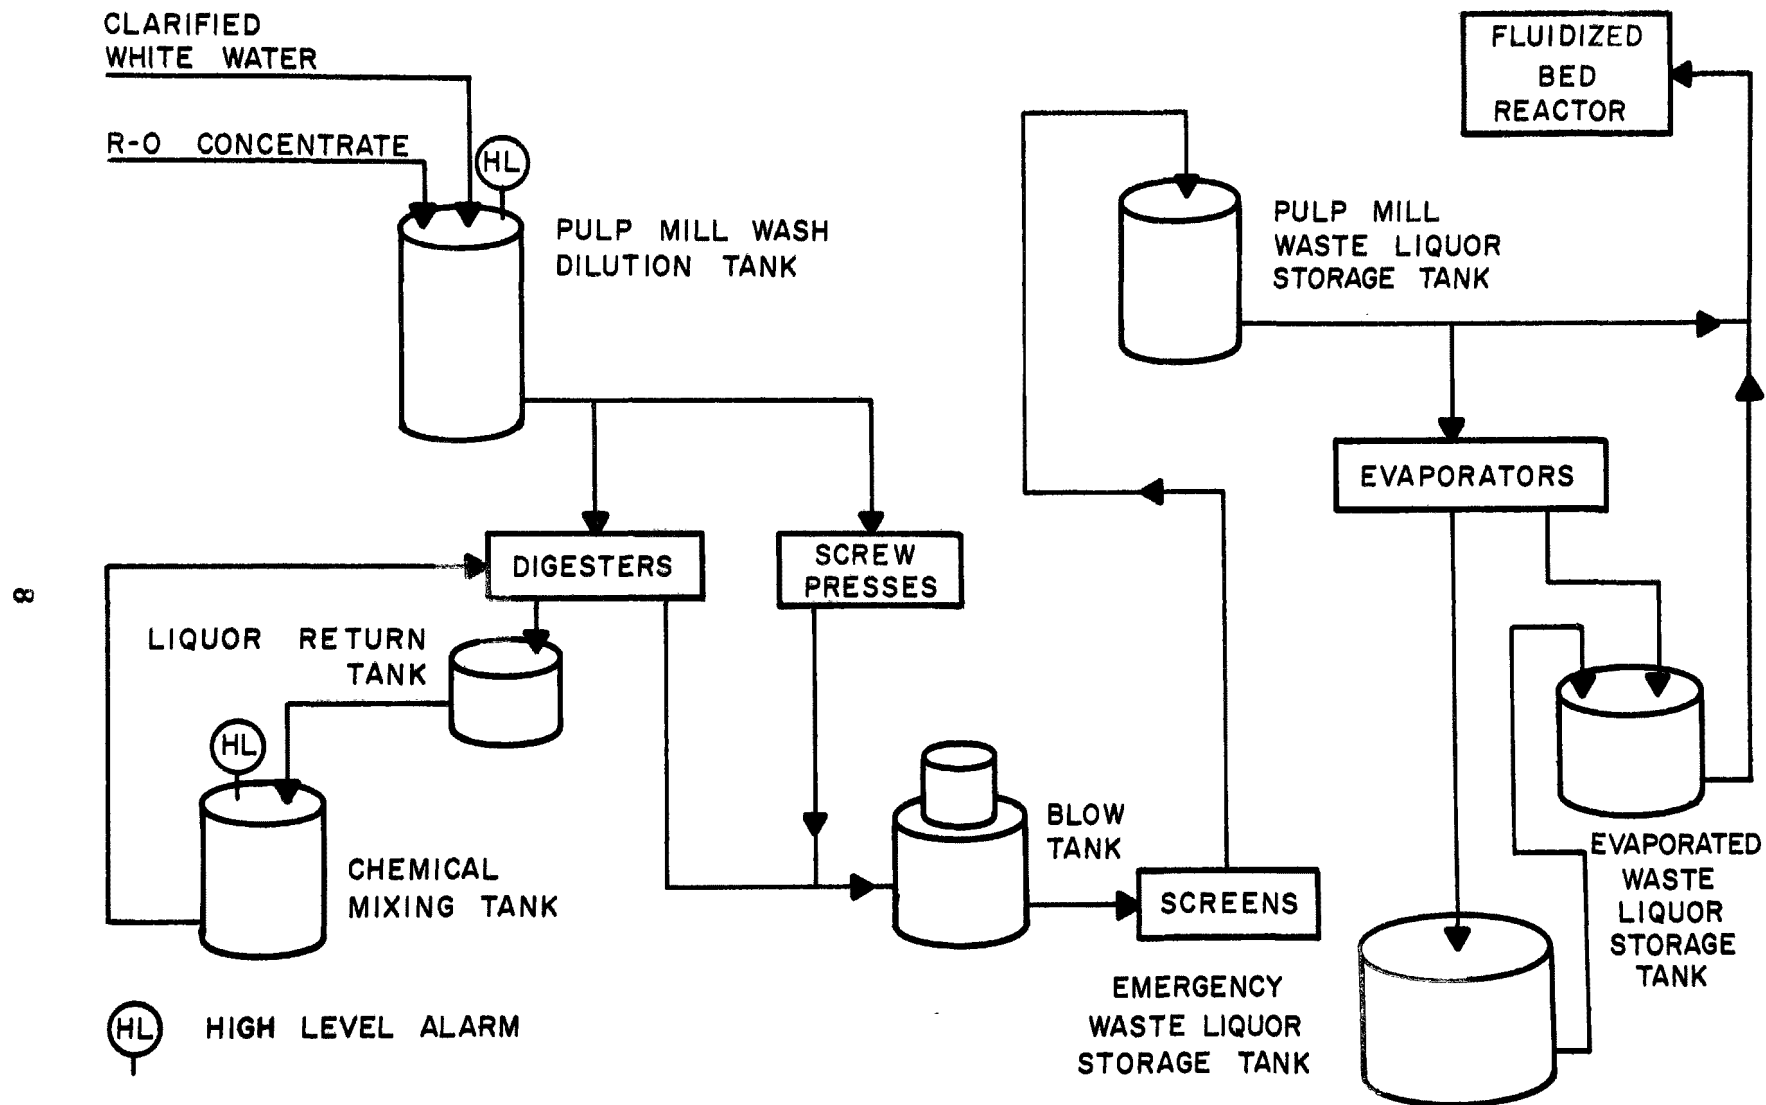 CLARIFIED
WHITE WATER
R-O CONCENTRATE
HL
PULP MILL WASH
DILUTION TANK
FLUIDIZED
BED
REACTOR
PULP MILL
WASTE LIQUOR
STORAGE TANK
EVAPORATORS
DIGESTERS
SCREW
PRESSES
8
LIQUOR RETURN
TANK
HL
CHEMICAL
MIXING TANK
BLOW
TANK
SCREENS
EVAPORATED
WASTE
LIQUOR
STORAGE
TANK
EMERGENCY
WASTE LIQUOR
STORAGE TANK
HL HIGH LEVEL ALARM